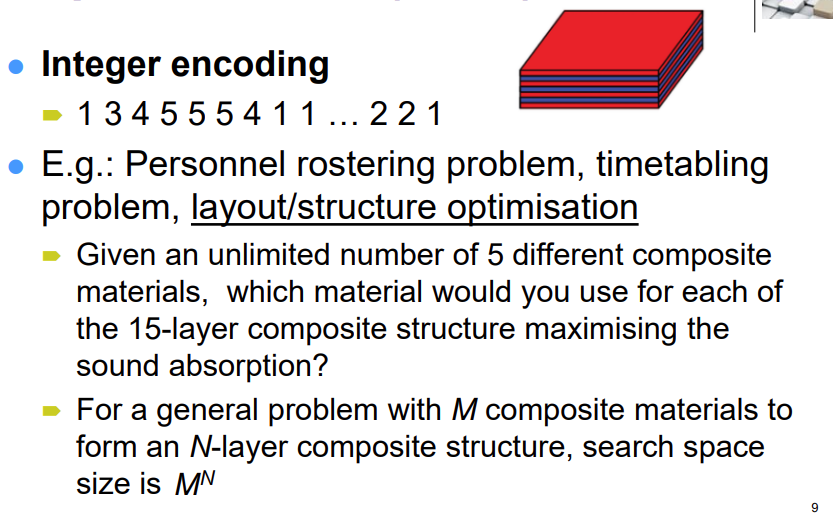 Integer encoding
1 3 4 5 5 5 4 1 1 … 2 2 1
E.g.: Personnel rostering problem, timetabling
problem, layout/structure optimisation
Given an unlimited number of 5 different composite
materials,  which material would you use for each of
the 15-layer composite structure maximising the
sound absorption?
For a general problem with M composite materials to
form an N-layer composite structure, search space
size is Mᴺ
9